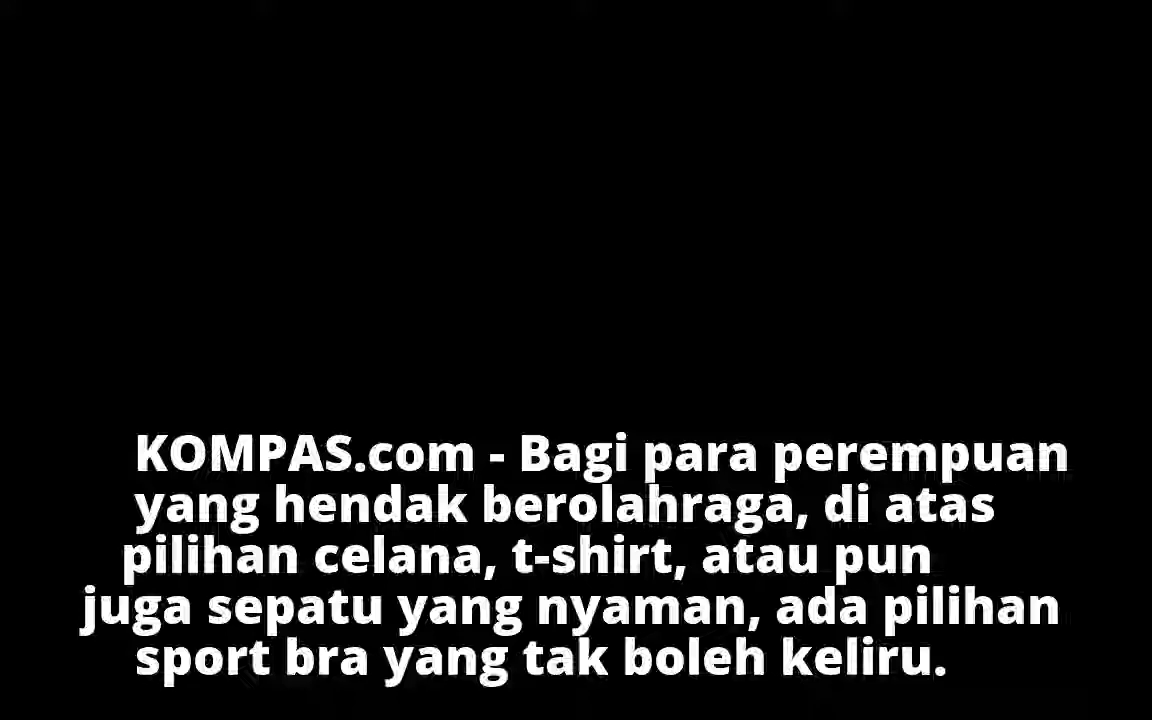 KOMPAS.com - Bagi para perempuan
yang hendak berolahraga, di atas
pilihan celana, t-shirt, atau pun
juga sepatu yang nyaman, ada pilihan
sport bra yang tak boleh keliru.